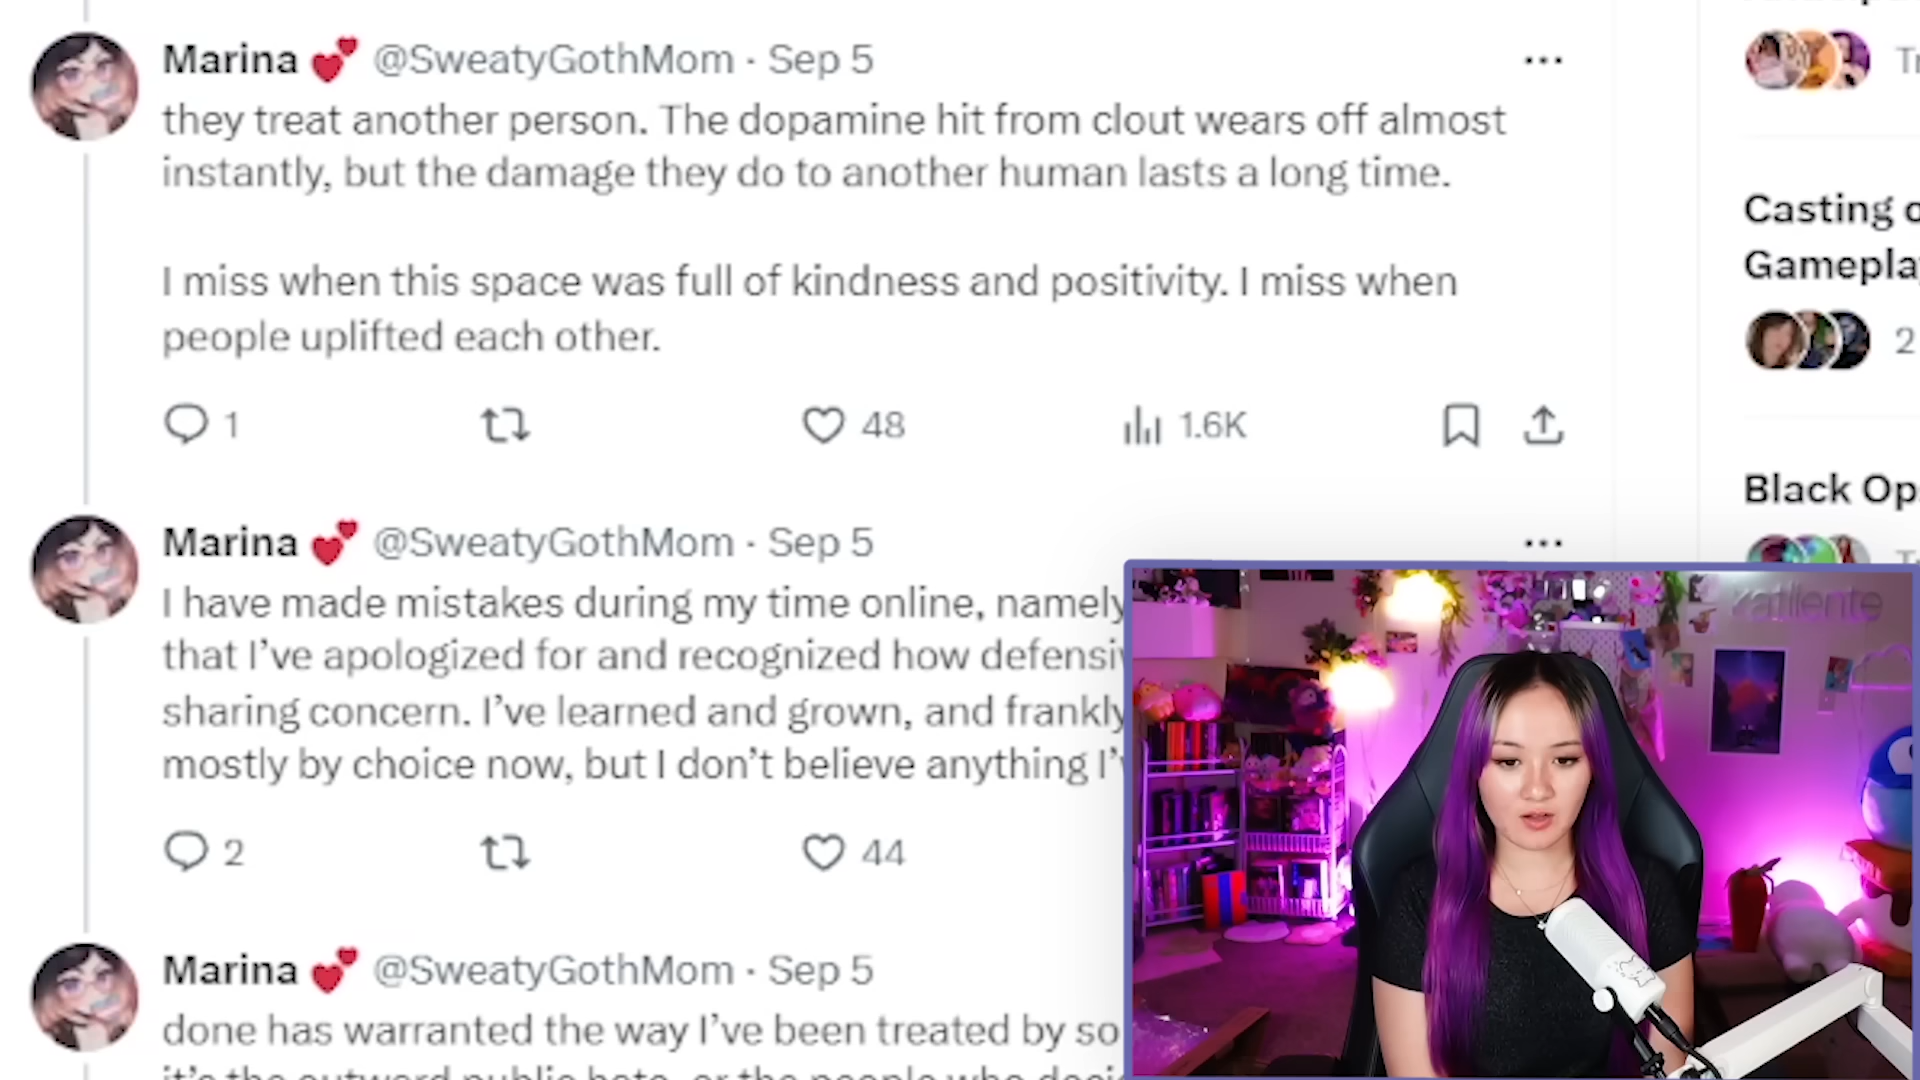 Marina 💕 @SweatyGothMom · Sep 5
they treat another person. The dopamine hit from clout wears off almost
instantly, but the damage they do to another human lasts a long time.
I miss when this space was full of kindness and positivity. I miss when
people uplifted each other.
1 48 1.6K
Marina 💕 @SweatyGothMom · Sep 5
I have made mistakes during my time online, namely
that I’ve apologized for and recognized how
sharing concern. I’ve learned and grown, and frankly
mostly by choice now, but I don’t believe anything
2 44
Marina 💕 @SweatyGothMom · Sep 5
done has warranted the way I’ve been treated by
Casting
2
Black